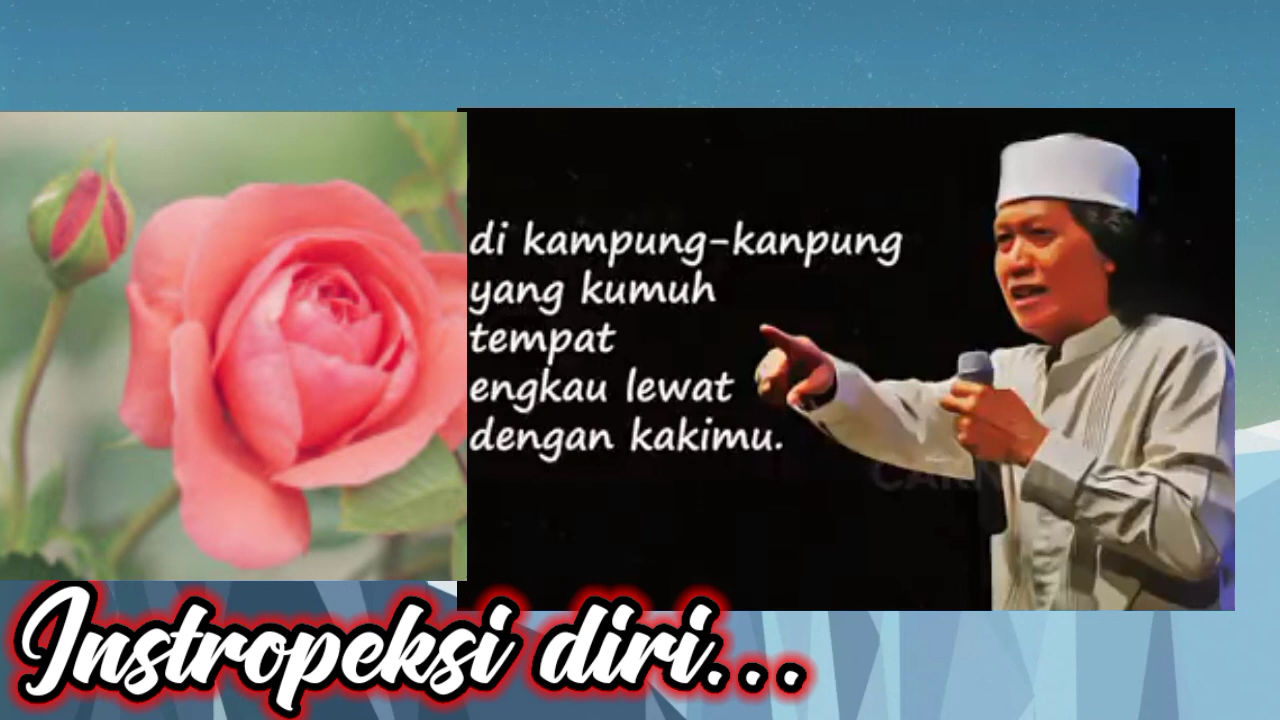 di kampung-kanpung
yang kumuh
tempat
engkau lewat
dengan kakimu.
Instropeksi diri...